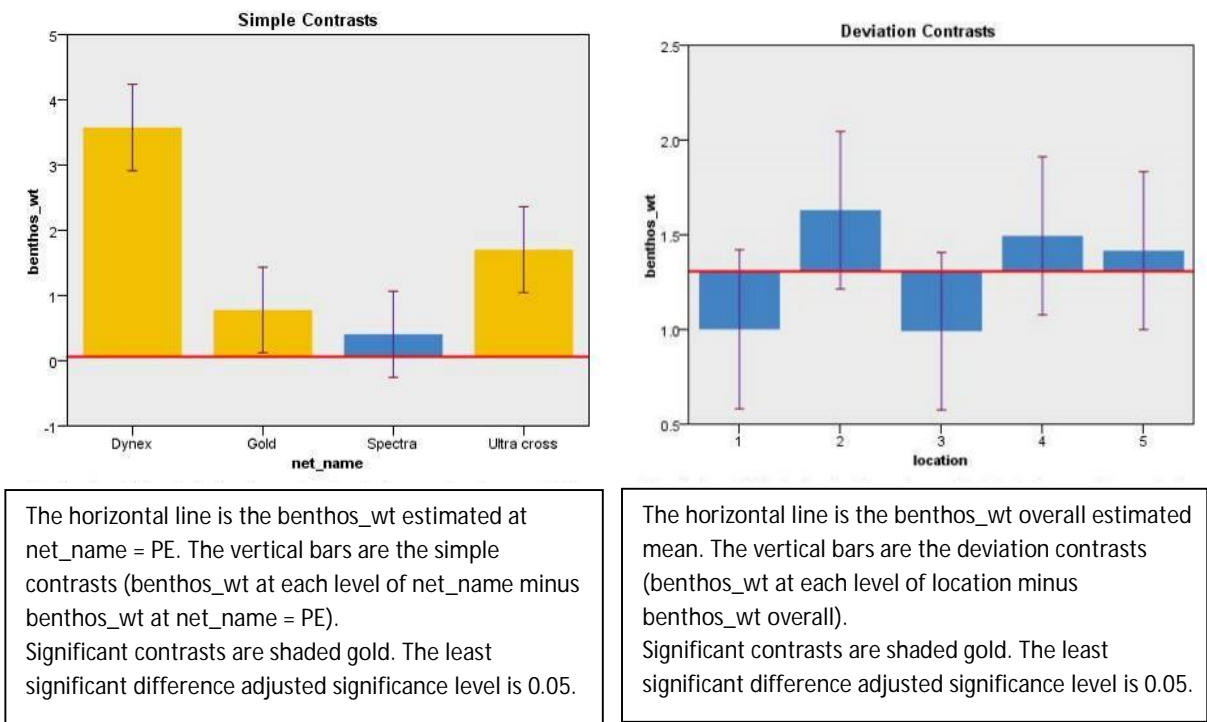 Simple Contrasts
5
4
3
2
1
0
-1
benthos_wt
Dynex Gold Spectra Ultra cross
net_name
Deviation Contrasts
2.5
2.0
1.5
1.0
0.5
benthos_wt
1 2 3 4 5
location
The horizontal line is the benthos_wt estimated at
net_name = PE. The vertical bars are the simple
contrasts (benthos_wt at each level of net_name minus
benthos_wt at net_name = PE).
Significant contrasts are shaded gold. The least
significant difference adjusted significance level is 0.05.
The horizontal line is the benthos_wt overall estimated
mean. The vertical bars are the deviation contrasts
(benthos_wt at each level of location minus
benthos_wt overall).
Significant contrasts are shaded gold. The least
significant difference adjusted significance level is 0.05.